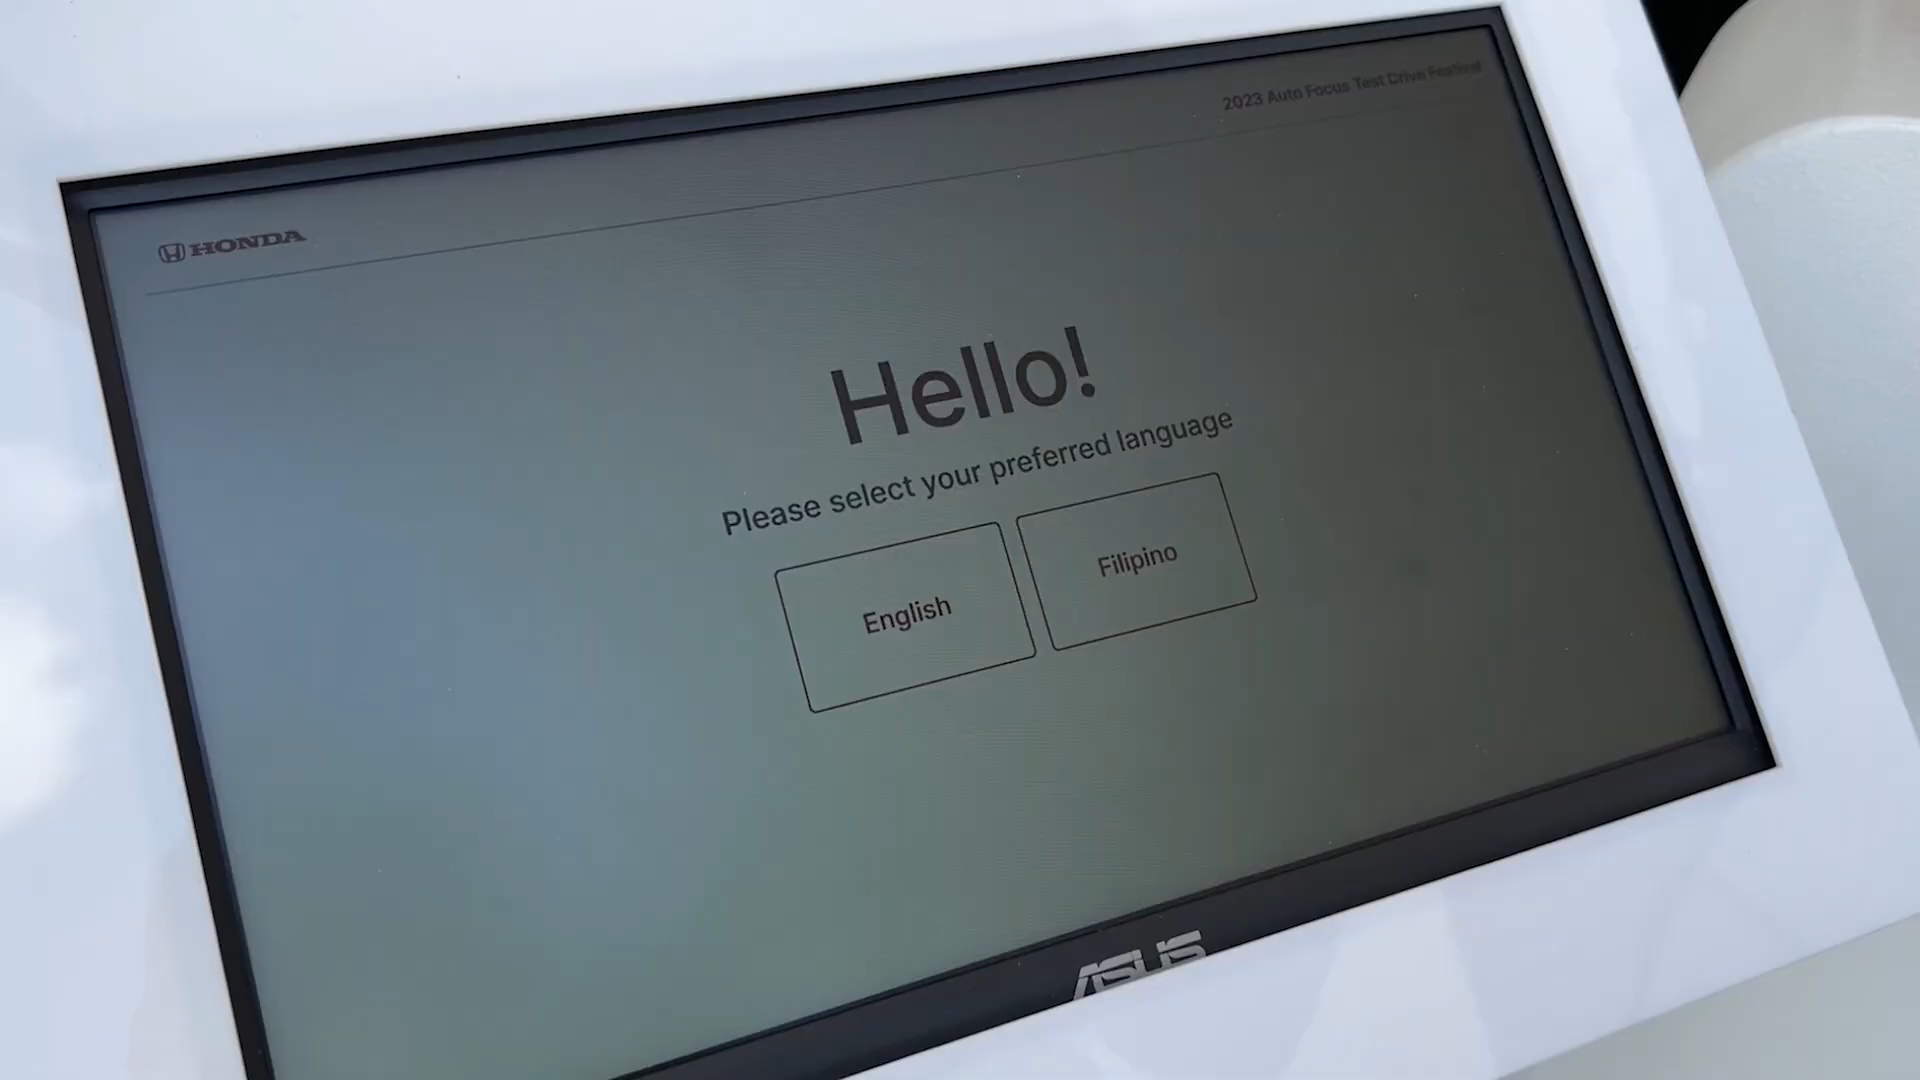 2023 Auto Focus Test Drive Festival
HONDA
Hello!
Please select your preferred language
English
Filipino
ASUS